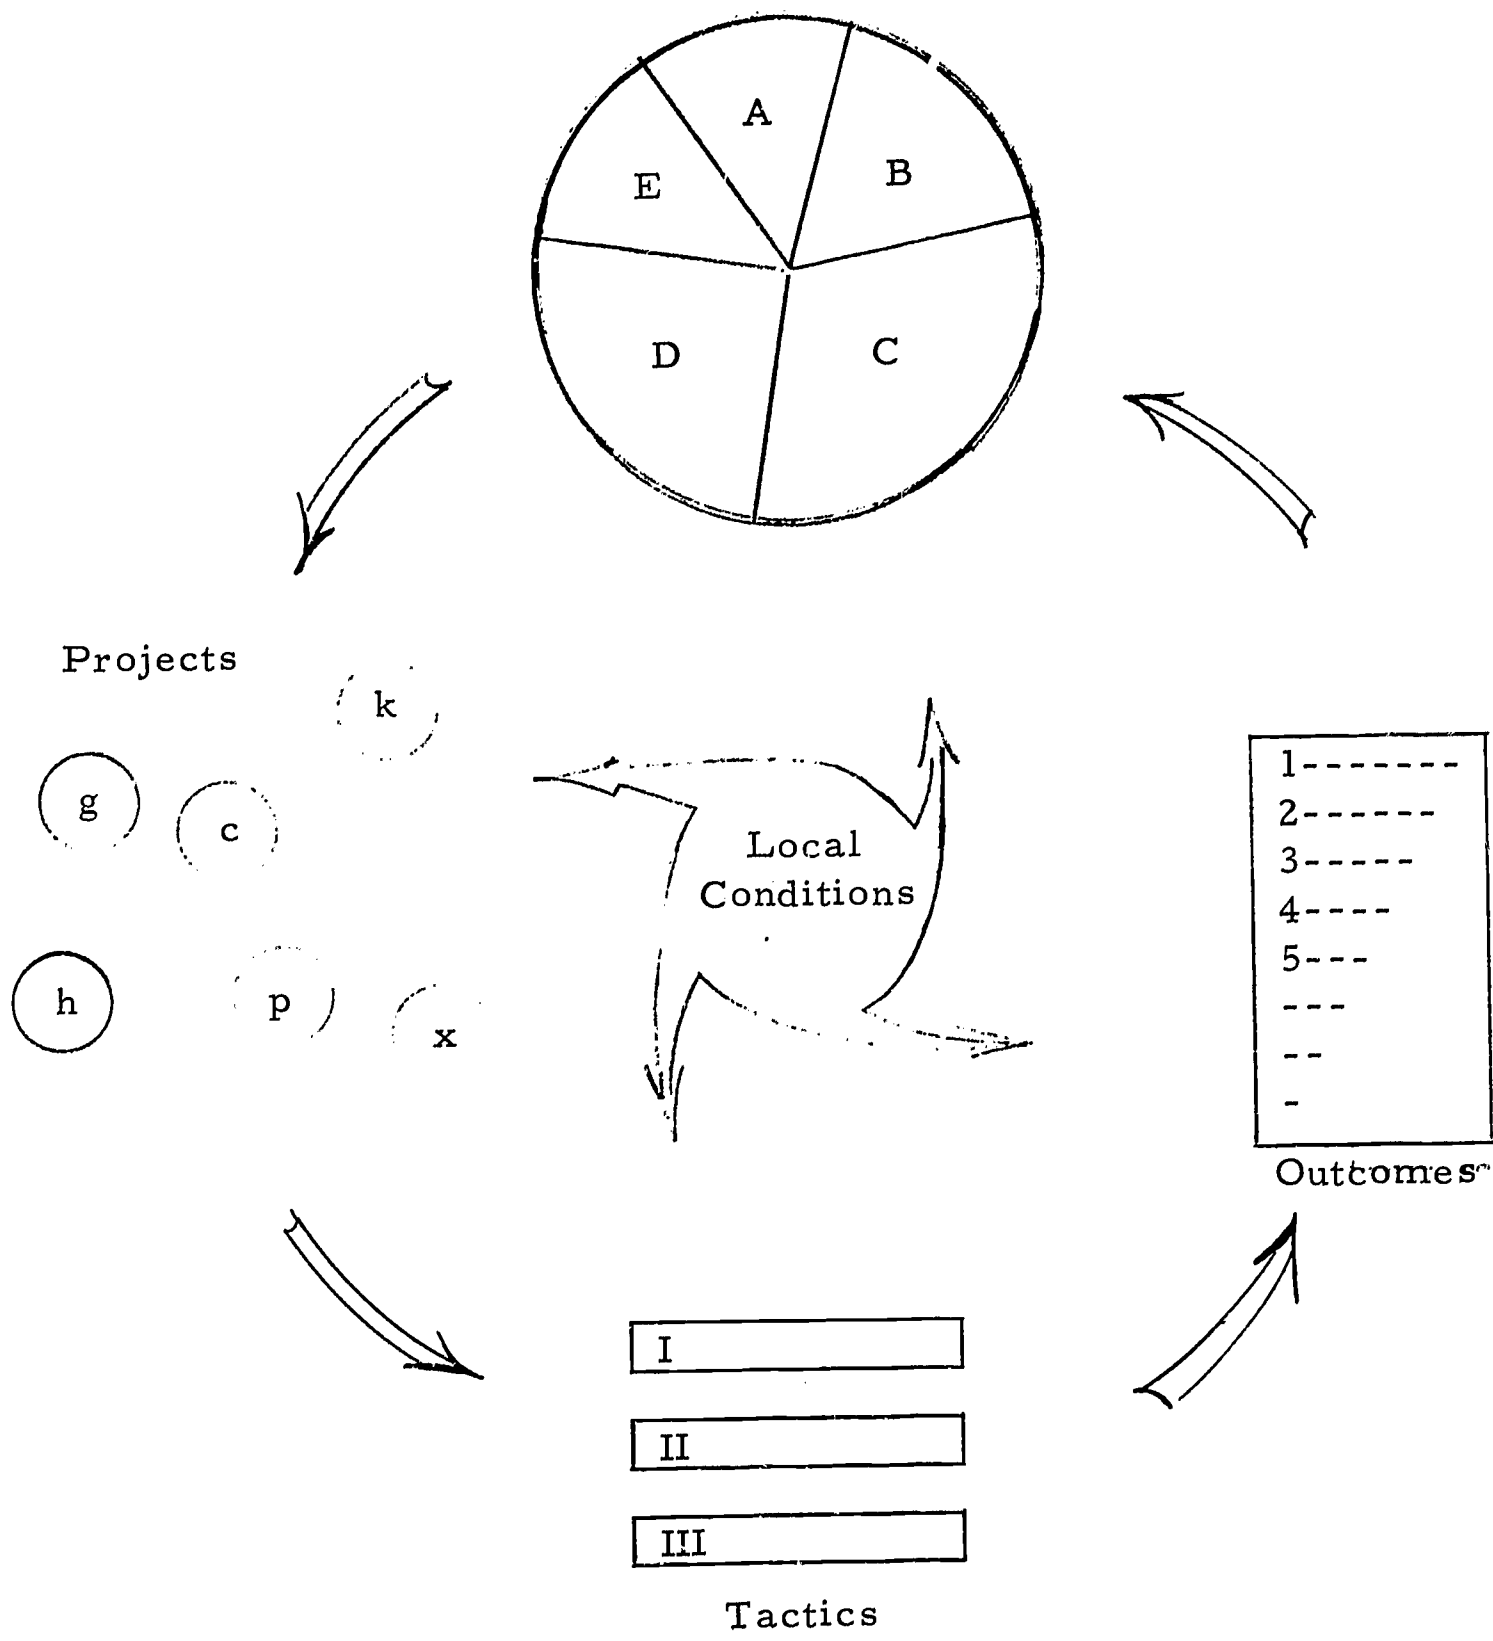 A
B
E
D
C
Projects
k
g
c
h
p
x
Local
Conditions
1-------
2------
3-----
4----
5---
---
--
-
Outcomes
I
II
III
Tactics